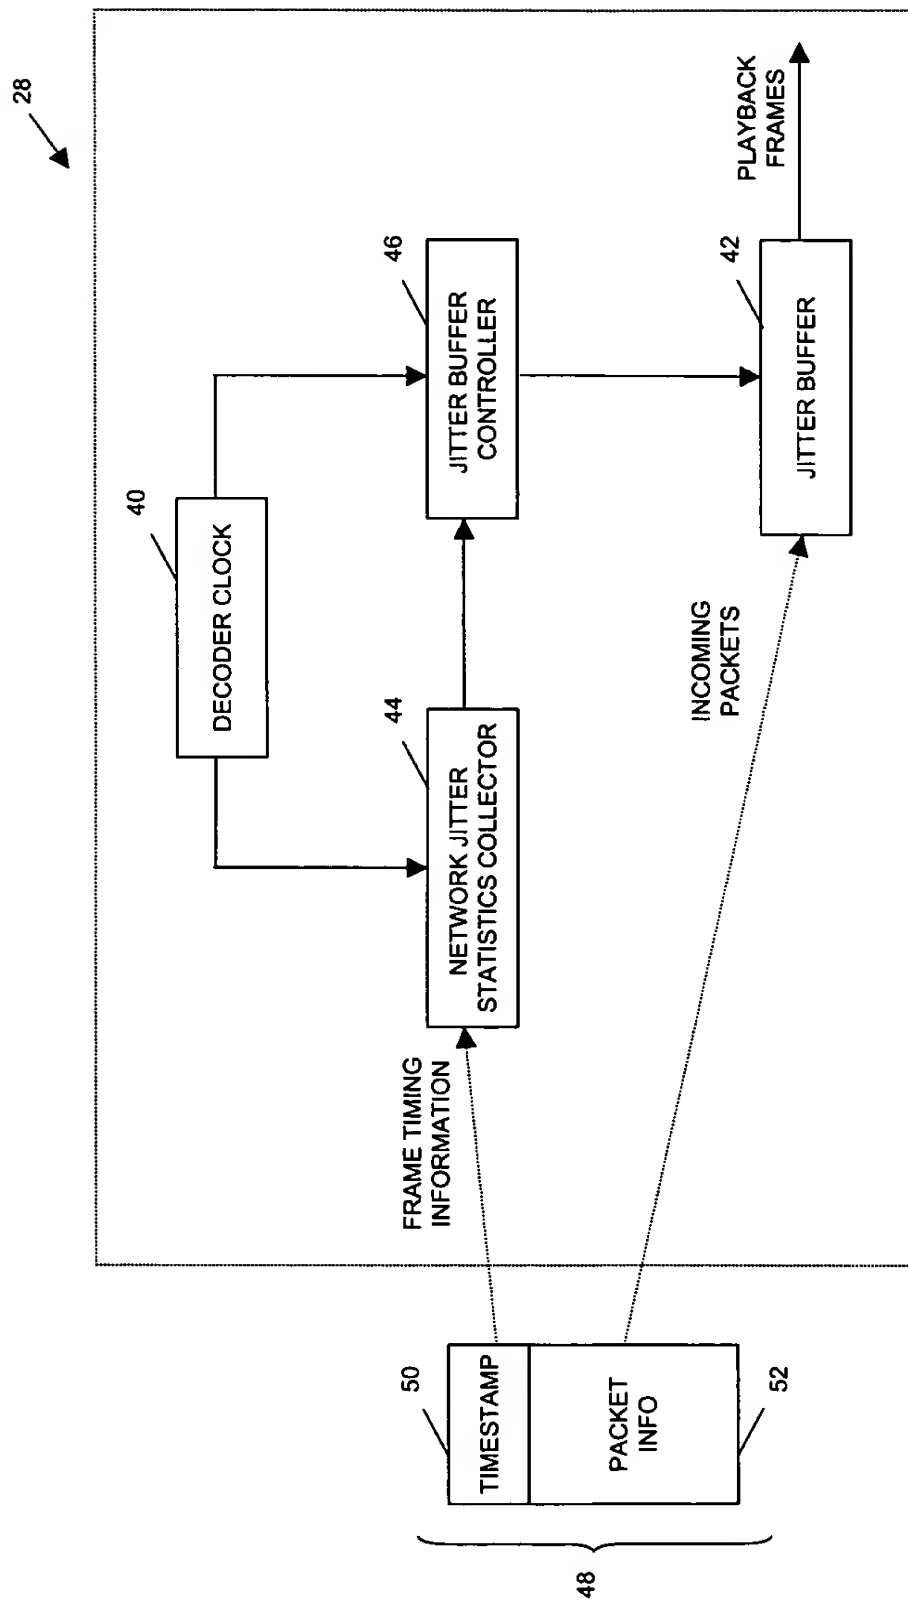 28
40
DECODER CLOCK
44
NETWORK JITTER
STATISTICS COLLECTOR
46
JITTER BUFFER
CONTROLLER
FRAME TIMING
INFORMATION
50
TIMESTAMP
PACKET
INFO
52
48
INCOMING
PACKETS
42
JITTER BUFFER
PLAYBACK
FRAMES